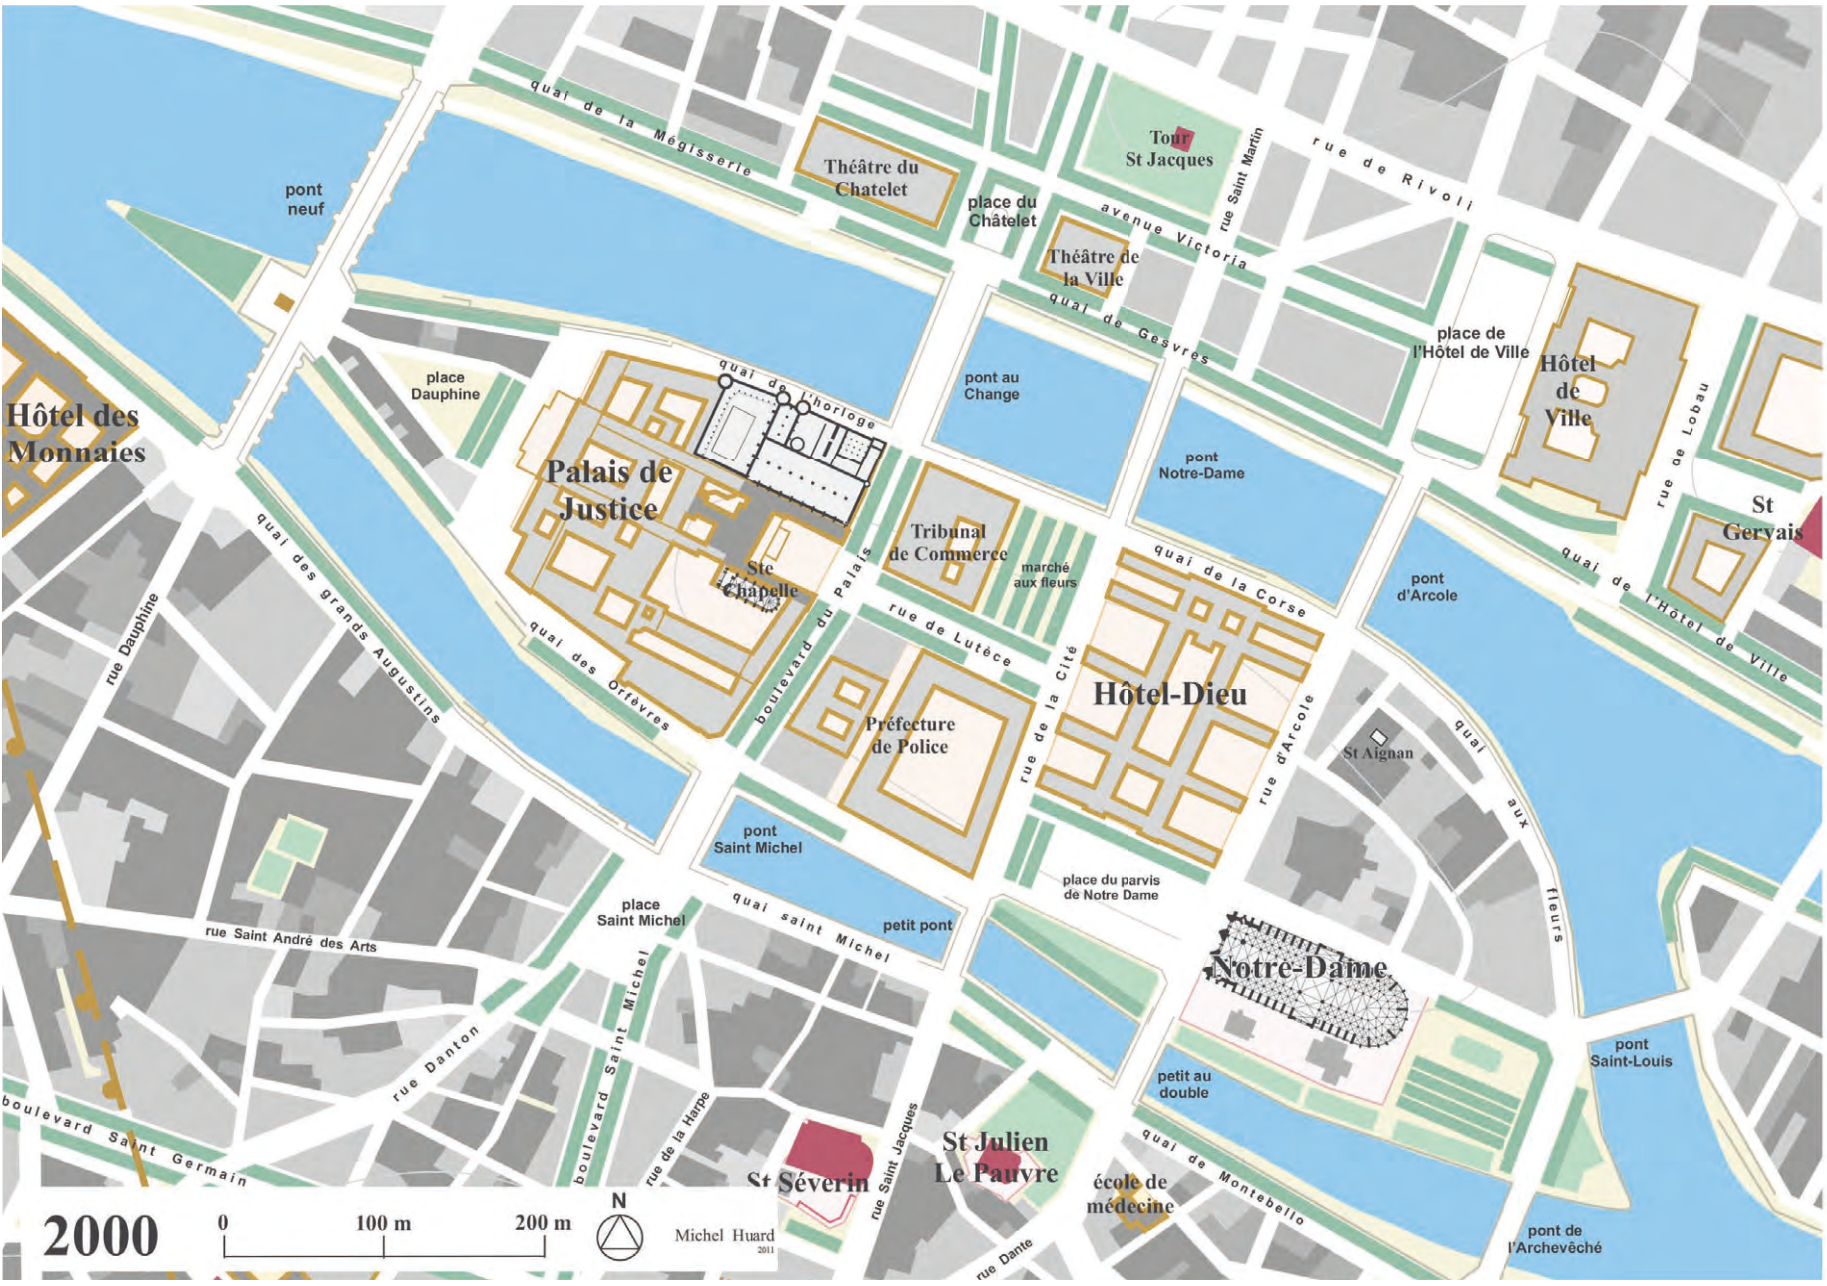 quai de la Mégisserie
Théâtre du
Chatelet
place du
Châtelet
Tour
St Jacques
rue Saint Martin
rue de Rivoli
avenue Victoria
Théâtre de
la Ville
quai de Gesvres
pont
neuf
place
Dauphine
quai de l'horloge
pont au
Change
pont
Notre-Dame
place de
l'Hôtel de Ville
Hôtel
de
Ville
rue de Lobau
St
Gervais
Hôtel des
Monnaies
Palais de
Justice
Ste
Chapelle
Tribunal
de Commerce
marché
aux fleurs
quai de la Corse
pont
d'Arcole
quai de l'Hôtel de Ville
quai des grands Augustins
rue Dauphine
quai des Orfèvres
boulevard du Palais
rue de Lutèce
rue de la Cité
Hôtel-Dieu
rue d'Arcole
Préfecture
de Police
St Aignan
quai aux fleurs
pont
Saint Michel
place du parvis
de Notre Dame
place
Saint Michel
quai saint Michel
petit pont
rue Saint André des Arts
Notre-Dame
boulevard Saint Michel
rue Danton
pont
Saint-Louis
petit au
double
boulevard Saint Germain
rue de la Harpe
St Séverin
rue Saint Jacques
St Julien
Le Pauvre
école de
médecine
quai de Montebello
rue Dante
pont de
l'Archevêché
2000
0 100 m 200 m
N
Michel Huard
2011